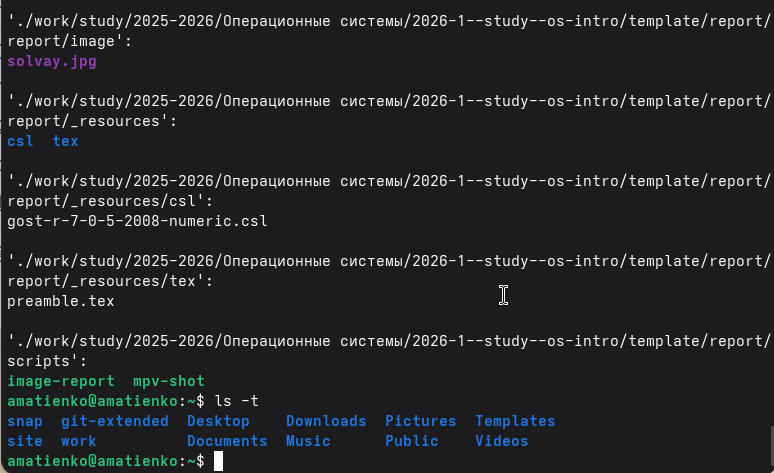 './work/study/2025-2026/Операционные системы/2026-1--study--os-intro/template/report/
report/image':
solvay.jpg
'./work/study/2025-2026/Операционные системы/2026-1--study--os-intro/template/report/
report/_resources':
csl  tex
'./work/study/2025-2026/Операционные системы/2026-1--study--os-intro/template/report/
report/_resources/csl':
gost-r-7-0-5-2008-numeric.csl
'./work/study/2025-2026/Операционные системы/2026-1--study--os-intro/template/report/
report/_resources/tex':
preamble.tex
'./work/study/2025-2026/Операционные системы/2026-1--study--os-intro/template/report/
scripts':
image-report  mpv-shot
amatienko@amatienko:~$ ls -t
snap  git-extended  Desktop    Downloads  Pictures  Templates
site  work          Documents  Music      Public    Videos
amatienko@amatienko:~$